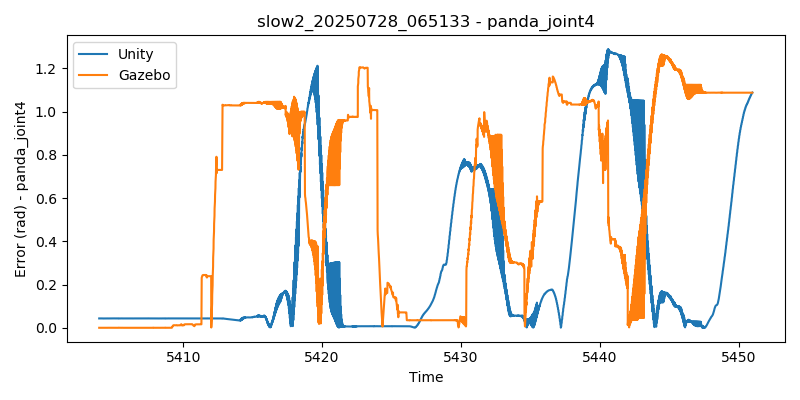 slow2_20250728_065133 - panda_joint4
Unity
Gazebo
Error (rad) - panda_joint4
1.2
1.0
0.8
0.6
0.4
0.2
0.0
5410
5420
5430
5440
5450
Time